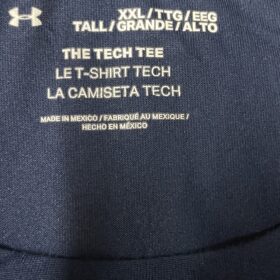 XXL/TTG/EEG
TALL/GRANDE/ALTO
THE TECH TEE
LE T-SHIRT TECH
LA CAMISETA TECH
MADE IN MEXICO / FABRIQUÉ AU MEXIQUE /
HECHO EN MÉXICO